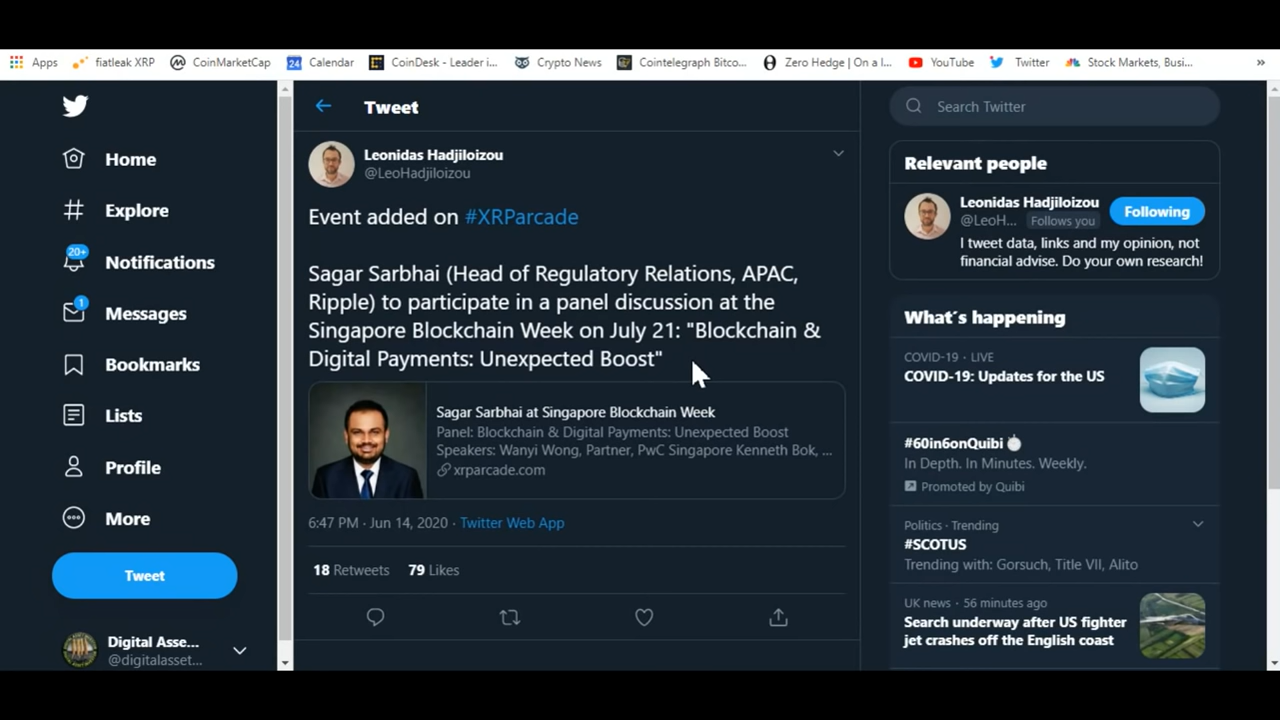 Apps
fiatleak XRP
CoinMarketCap
24 Calendar
CoinDesk - Leader i...
Crypto News
Cointelegraph Bitco...
Zero Hedge | On a l...
YouTube
Twitter
Stock Markets, Busi...
»
Home
Explore
20+
Notifications
1
Messages
Bookmarks
Lists
Profile
More
Tweet
Digital Asse...
@digitalasset...
Tweet
Leonidas Hadjiloizou
@LeoHadjiloizou
Event added on #XRParcade
Sagar Sarbhai (Head of Regulatory Relations, APAC,
Ripple) to participate in a panel discussion at the
Singapore Blockchain Week on July 21: "Blockchain &
Digital Payments: Unexpected Boost"
Sagar Sarbhai at Singapore Blockchain Week
Panel: Blockchain & Digital Payments: Unexpected Boost
Speakers: Wanyi Wong, Partner, PwC Singapore Kenneth Bok, ...
xrparcade.com
6:47 PM · Jun 14, 2020 · Twitter Web App
18 Retweets 79 Likes
Search Twitter
Relevant people
Leonidas Hadjiloizou
@LeoH... Follows you
Following
I tweet data, links and my opinion, not
financial advise. Do your own research!
What's happening
COVID-19 · LIVE
COVID-19: Updates for the US
#60in6onQuibi
In Depth. In Minutes. Weekly.
Promoted by Quibi
Politics · Trending
#SCOTUS
Trending with: Gorsuch, Title VII, Alito
UK news · 56 minutes ago
Search underway after US fighter
jet crashes off the English coast